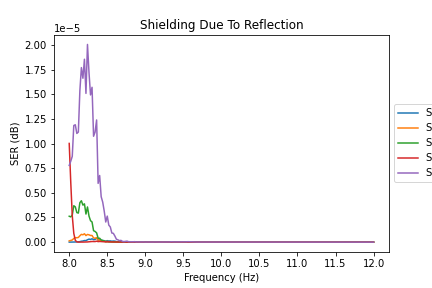 Shielding Due To Reflection
1e−5
2.00
1.75
1.50
1.25
1.00
0.75
0.50
0.25
0.00
SER (dB)
S
S
S
S
S
8.0 8.5 9.0 9.5 10.0 10.5 11.0 11.5 12.0
Frequency (Hz)